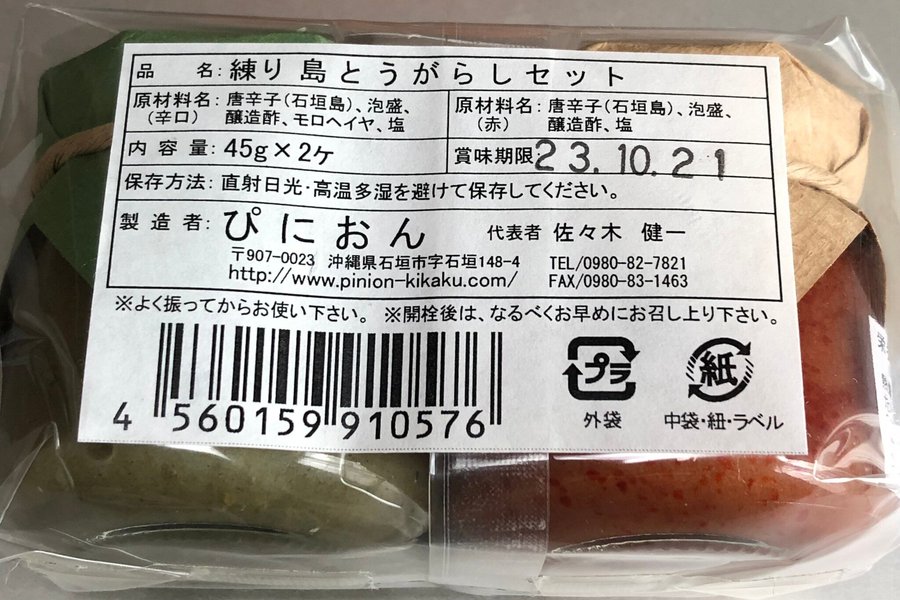 品名: 練り島とうがらしセット
原材料名: 唐辛子(石垣島)、泡盛、
(辛口) 醸造酢、モロヘイヤ、塩
原材料名: 唐辛子(石垣島)、泡盛、
(赤) 醸造酢、塩
内容量: 45g×2ケ
賞味期限 23.10.21
保存方法: 直射日光・高温多湿を避けて保存してください。
製造者: ぴにおん 代表者 佐々木 健一
〒907-0023 沖縄県石垣市字石垣148-4 TEL/0980-82-7821
http://www.pinion-kikaku.com/ FAX/0980-83-1463
※よく振ってからお使い下さい。 ※開栓後は、なるべくお早めにお召し上り下さい。
4 560159 910576
プラ
外袋
紙
中袋・紐・ラベル